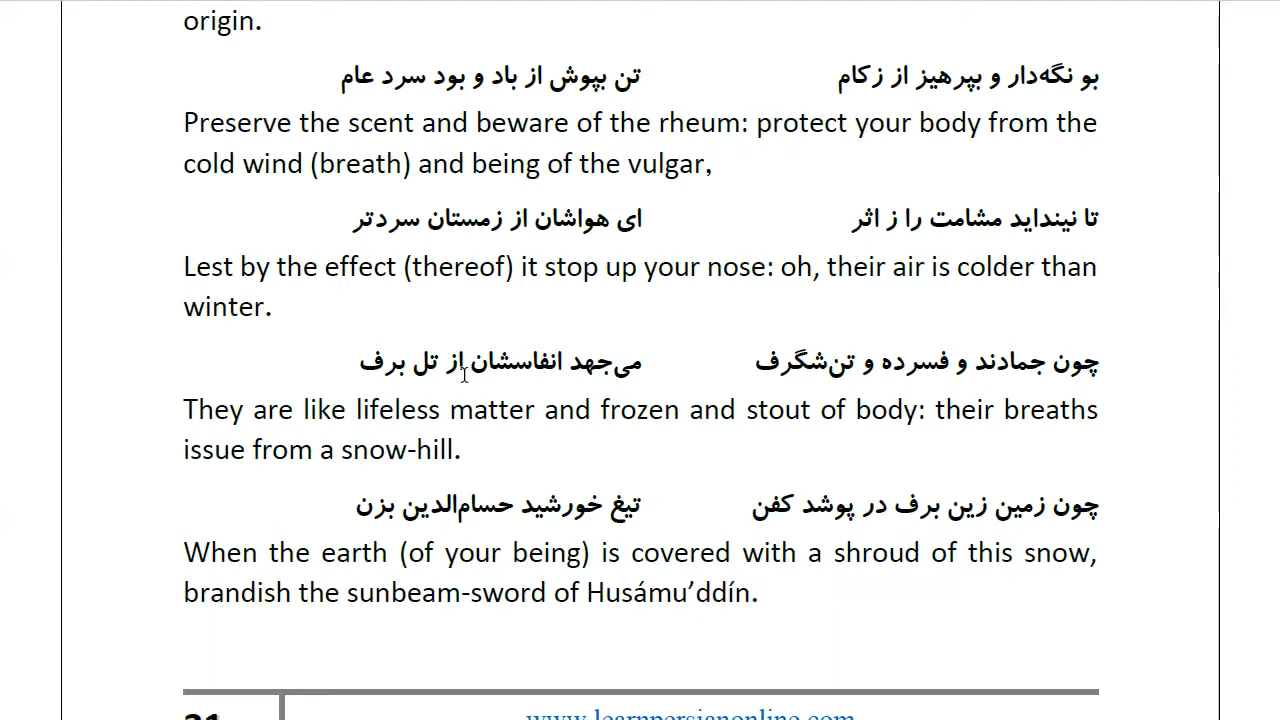 origin.
بو نگه‌دار و بپرهیز از زکام تن بپوش از باد و بود سرد عام
Preserve the scent and beware of the rheum: protect your body from the
cold wind (breath) and being of the vulgar,
تا نینداید مشامت را ز اثر ای هواشان از زمستان سردتر
Lest by the effect (thereof) it stop up your nose: oh, their air is colder than
winter.
چون جمادند و فسرده و تن‌شگرف می‌جهد انفاسشان از تل برف
They are like lifeless matter and frozen and stout of body: their breaths
issue from a snow-hill.
چون زمین زین برف در پوشد کفن تیغ خورشید حسام‌الدین بزن
When the earth (of your being) is covered with a shroud of this snow,
brandish the sunbeam-sword of Husámu’ddín.
www.learnpersianonline.com